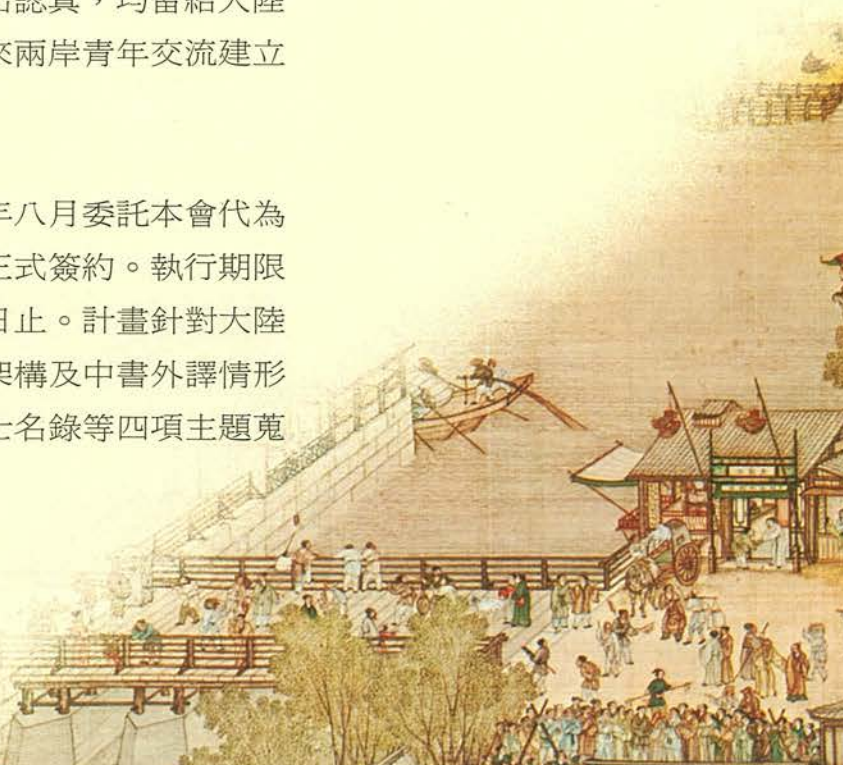 認真，均留給大陸
來兩岸青年交流建立
年八月委託本會代為
正式簽約。執行期限
日止。計畫針對大陸
架構及中書外譯情形
士名錄等四項主題蒐